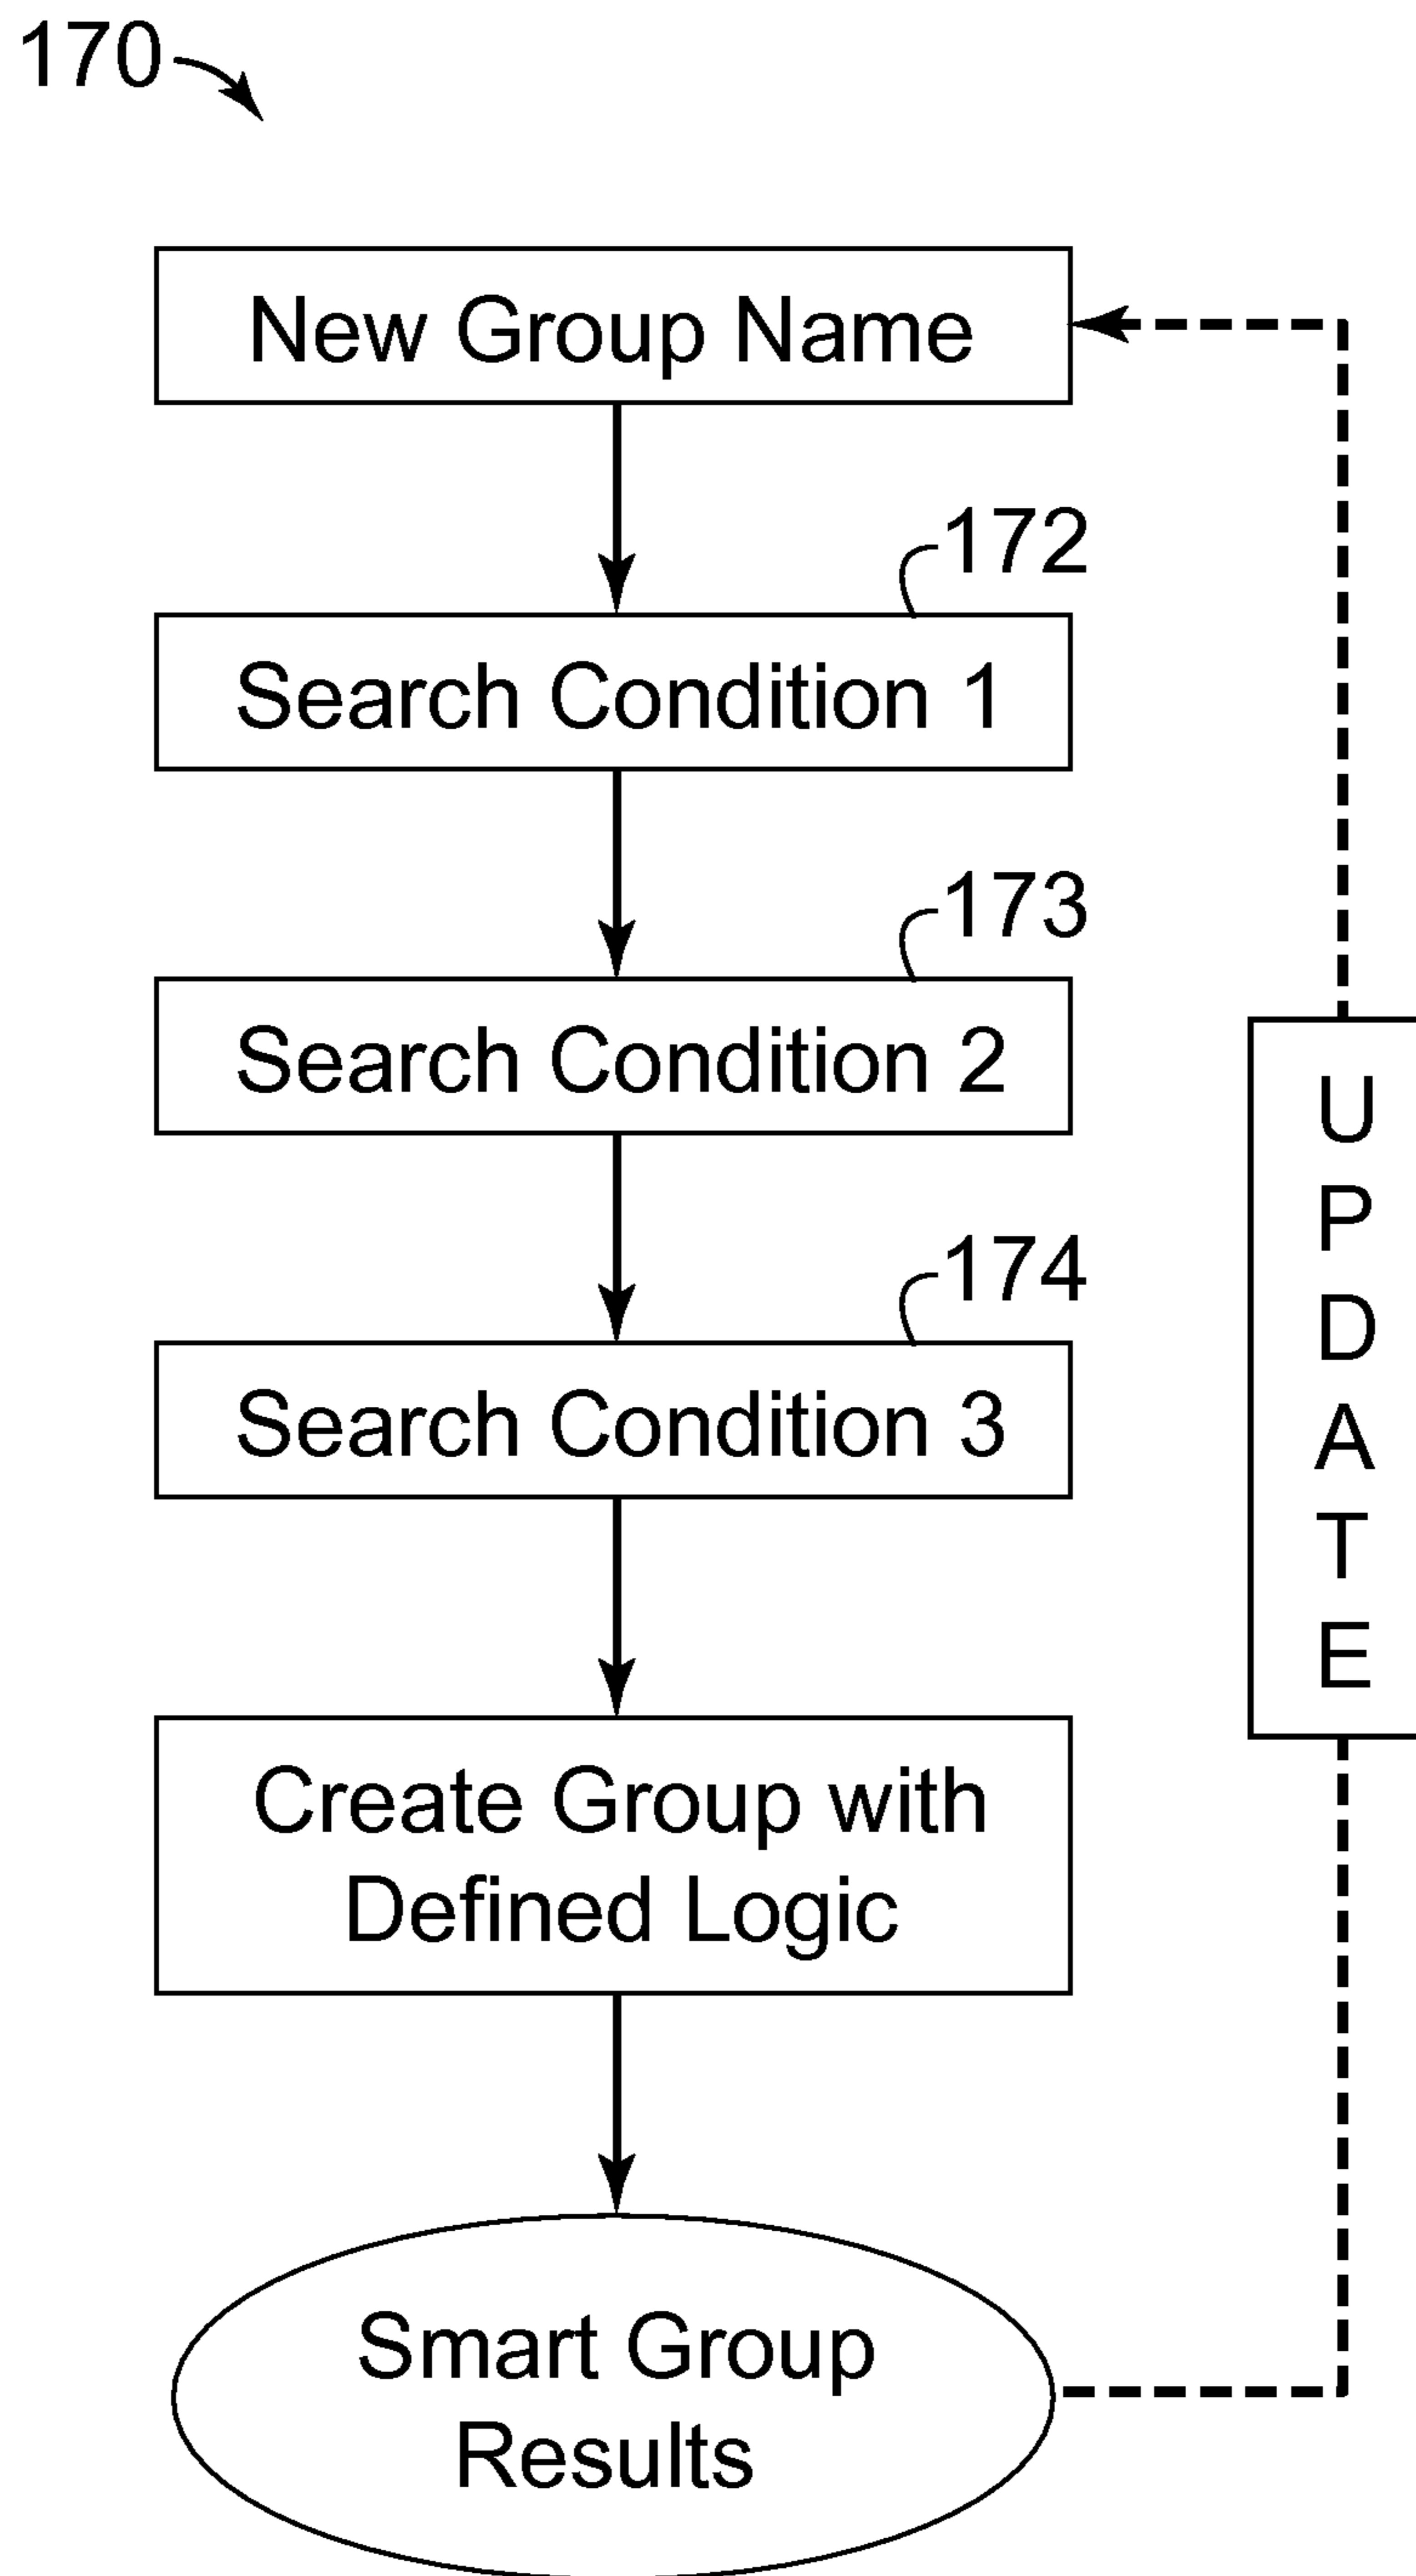 170
New Group Name
172
Search Condition 1
173
Search Condition 2
174
Search Condition 3
UPDATE
Create Group with
Defined Logic
Smart Group
Results